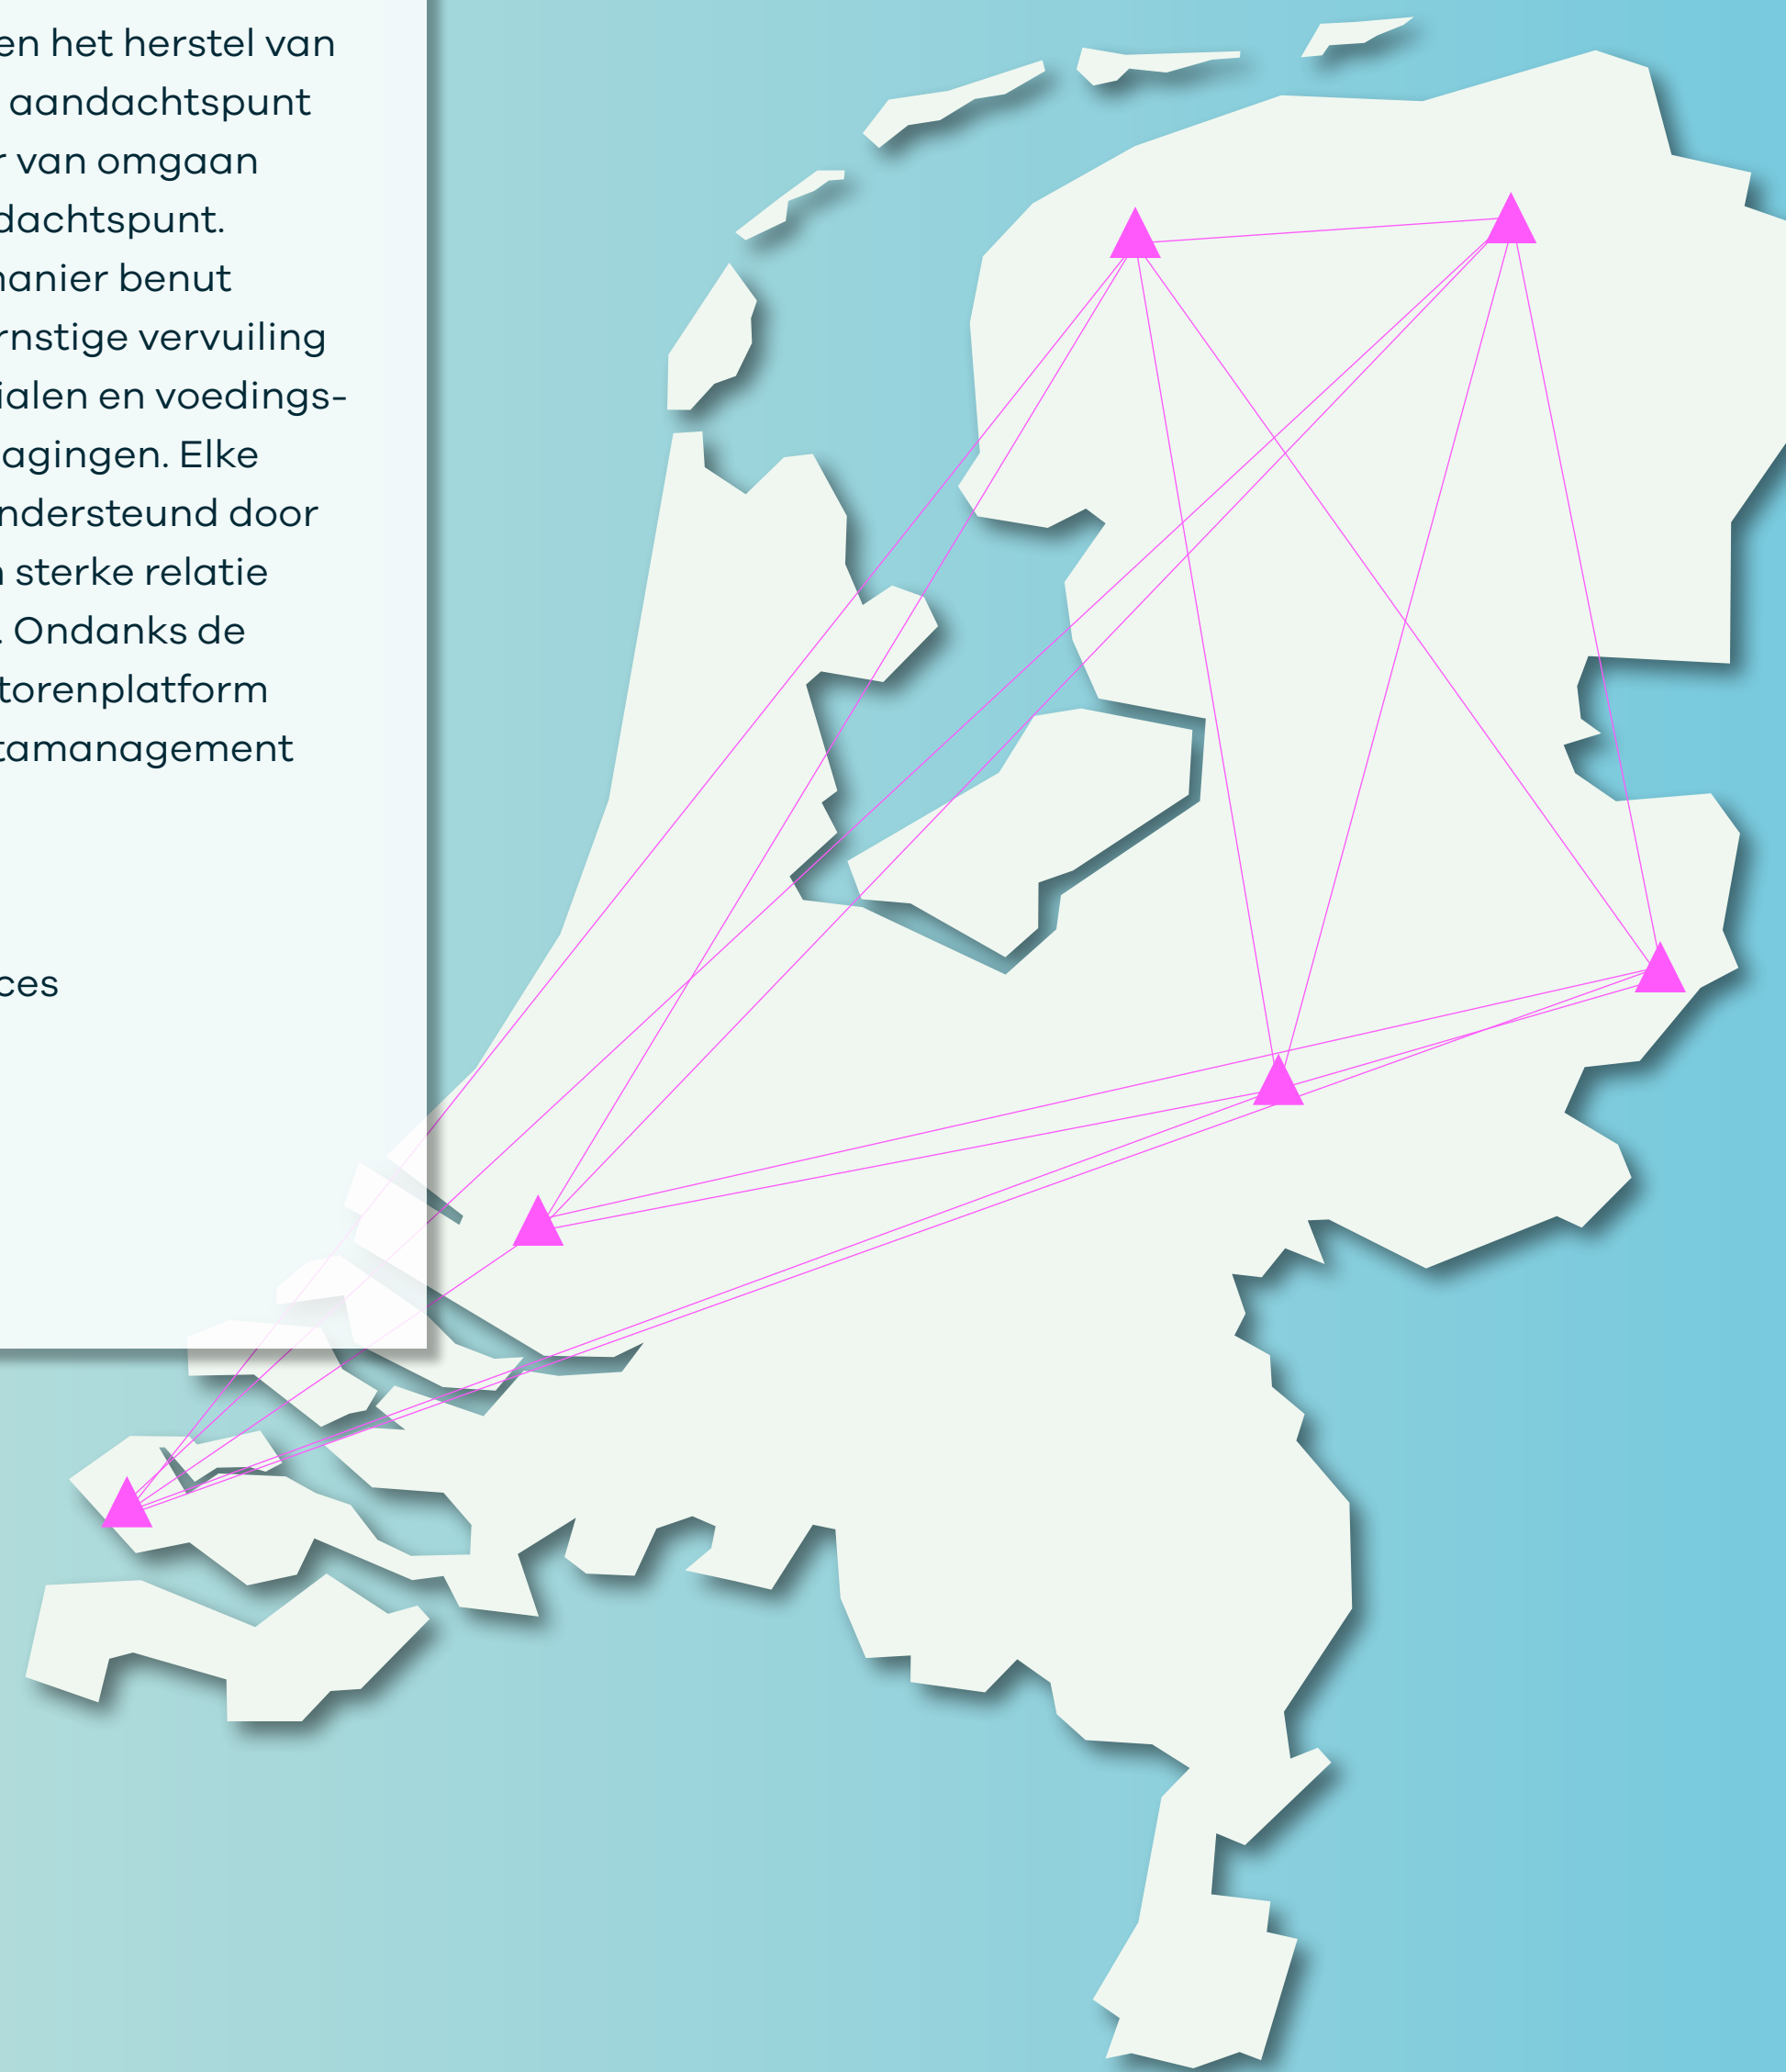 en het herstel van
aandachtspunt
r van omgaan
dachtspunt.
nanier benut
rnstige vervuiling
ialen en voedings-
agingen. Elke
ndersteund door
n sterke relatie
. Ondanks de
torenplatform
tamanagement
ces